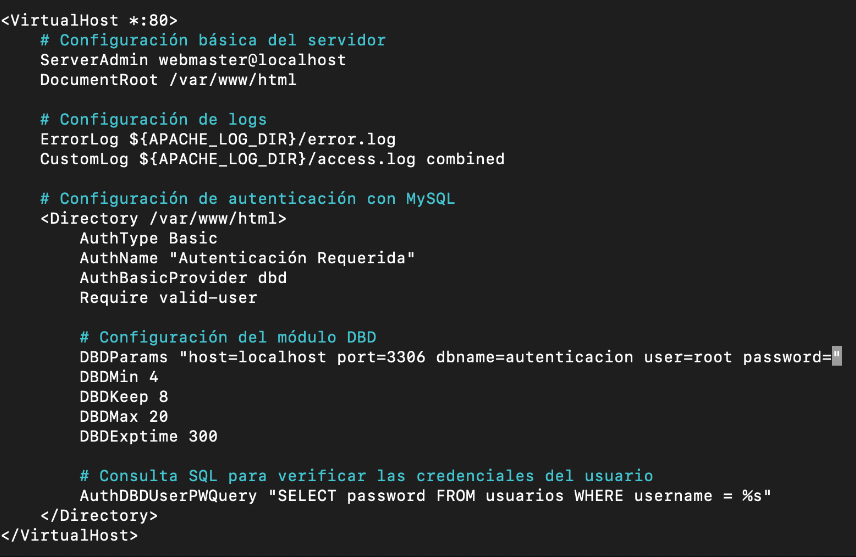 <VirtualHost *:80>
    # Configuración básica del servidor
    ServerAdmin webmaster@localhost
    DocumentRoot /var/www/html

    # Configuración de logs
    ErrorLog ${APACHE_LOG_DIR}/error.log
    CustomLog ${APACHE_LOG_DIR}/access.log combined

    # Configuración de autenticación con MySQL
    <Directory /var/www/html>
        AuthType Basic
        AuthName "Autenticación Requerida"
        AuthBasicProvider dbd
        Require valid-user

        # Configuración del módulo DBD
        DBDParams "host=localhost port=3306 dbname=autenticacion user=root password="
        DBDMin 4
        DBDKeep 8
        DBDMax 20
        DBDExptime 300

        # Consulta SQL para verificar las credenciales del usuario
        AuthDBDUserPWQuery "SELECT password FROM usuarios WHERE username = %s"
    </Directory>
</VirtualHost>